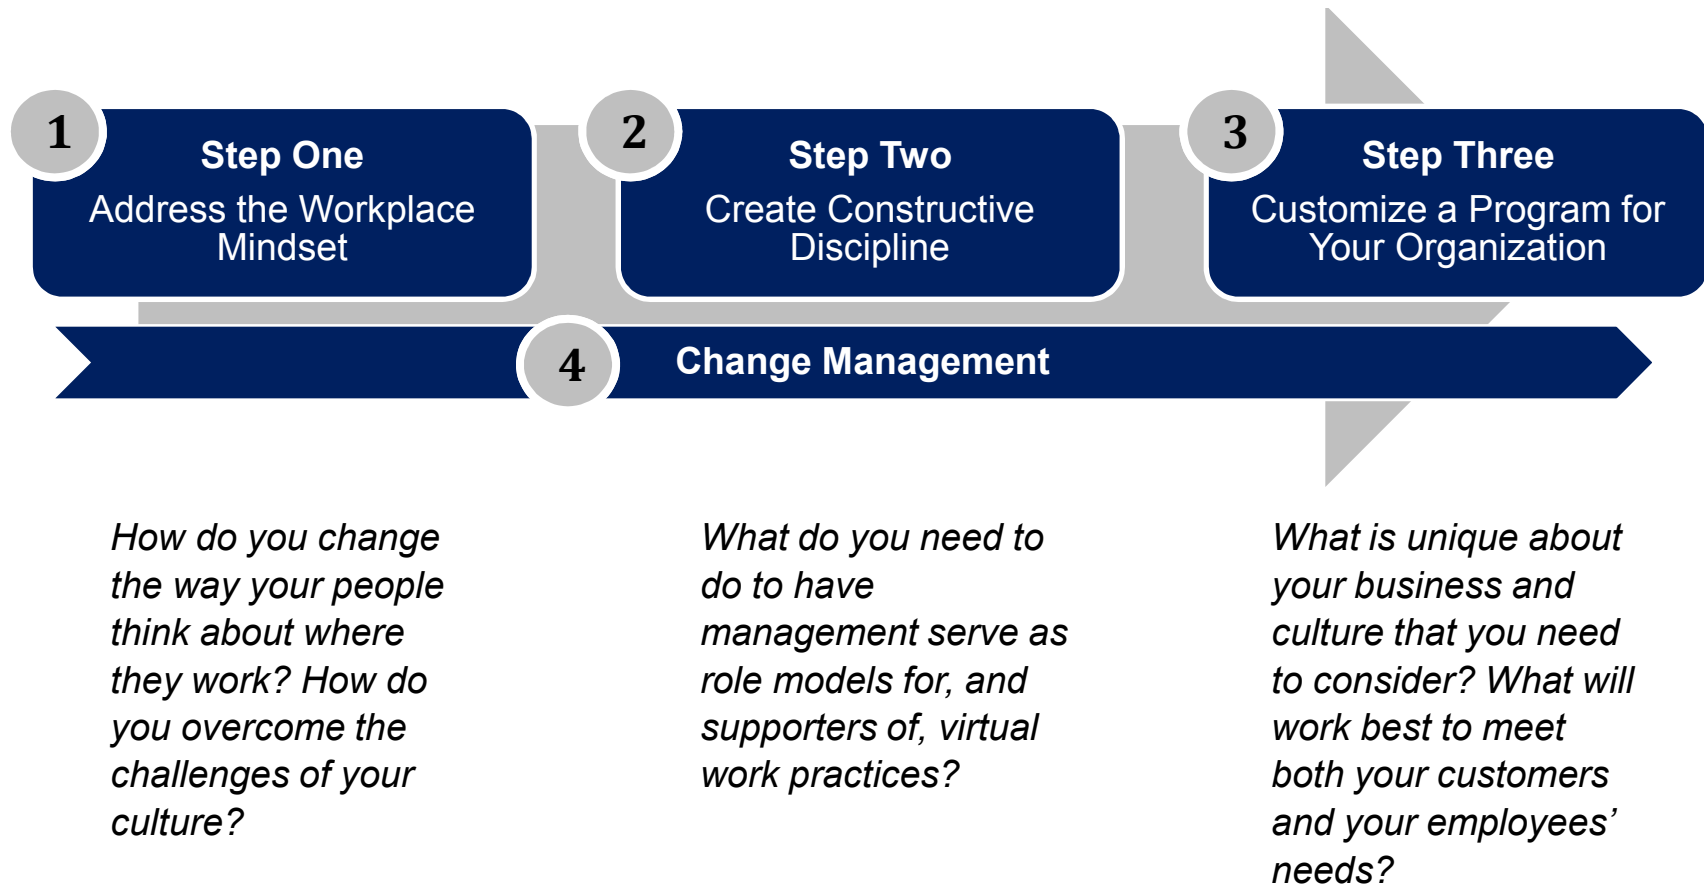 1
Step One
Address the Workplace
Mindset
2
Step Two
Create Constructive
Discipline
3
Step Three
Customize a Program for
Your Organization
4
Change Management
How do you change
the way your people
think about where
they work? How do
you overcome the
challenges of your
culture?
What do you need to
do to have
management serve as
role models for, and
supporters of, virtual
work practices?
What is unique about
your business and
culture that you need
to consider? What will
work best to meet
both your customers
and your employees’
needs?